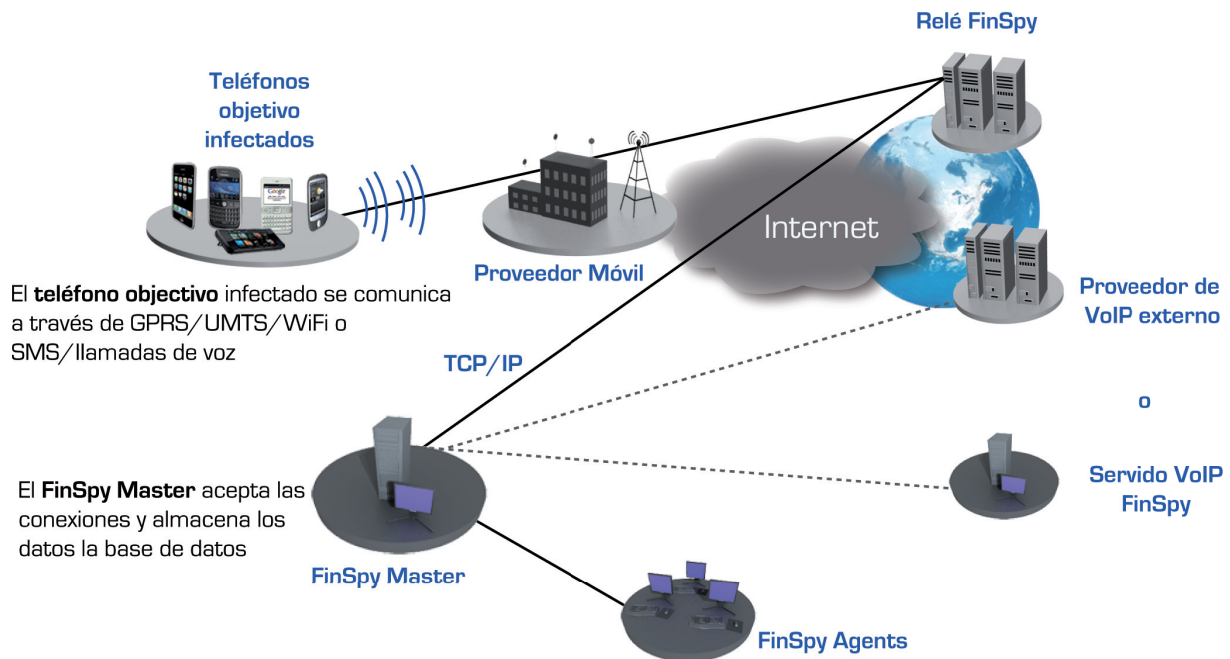 Relé FinSpy
Teléfonos
objetivo
infectados
Google
Internet
Proveedor Móvil
El teléfono objectivo infectado se comunica
a través de GPRS/UMTS/WiFi o
SMS/llamadas de voz
Proveedor de
VoIP externo
TCP/IP
o
El FinSpy Master acepta las
conexiones y almacena los
datos la base de datos
Servido VoIP
FinSpy
FinSpy Master
FinSpy Agents